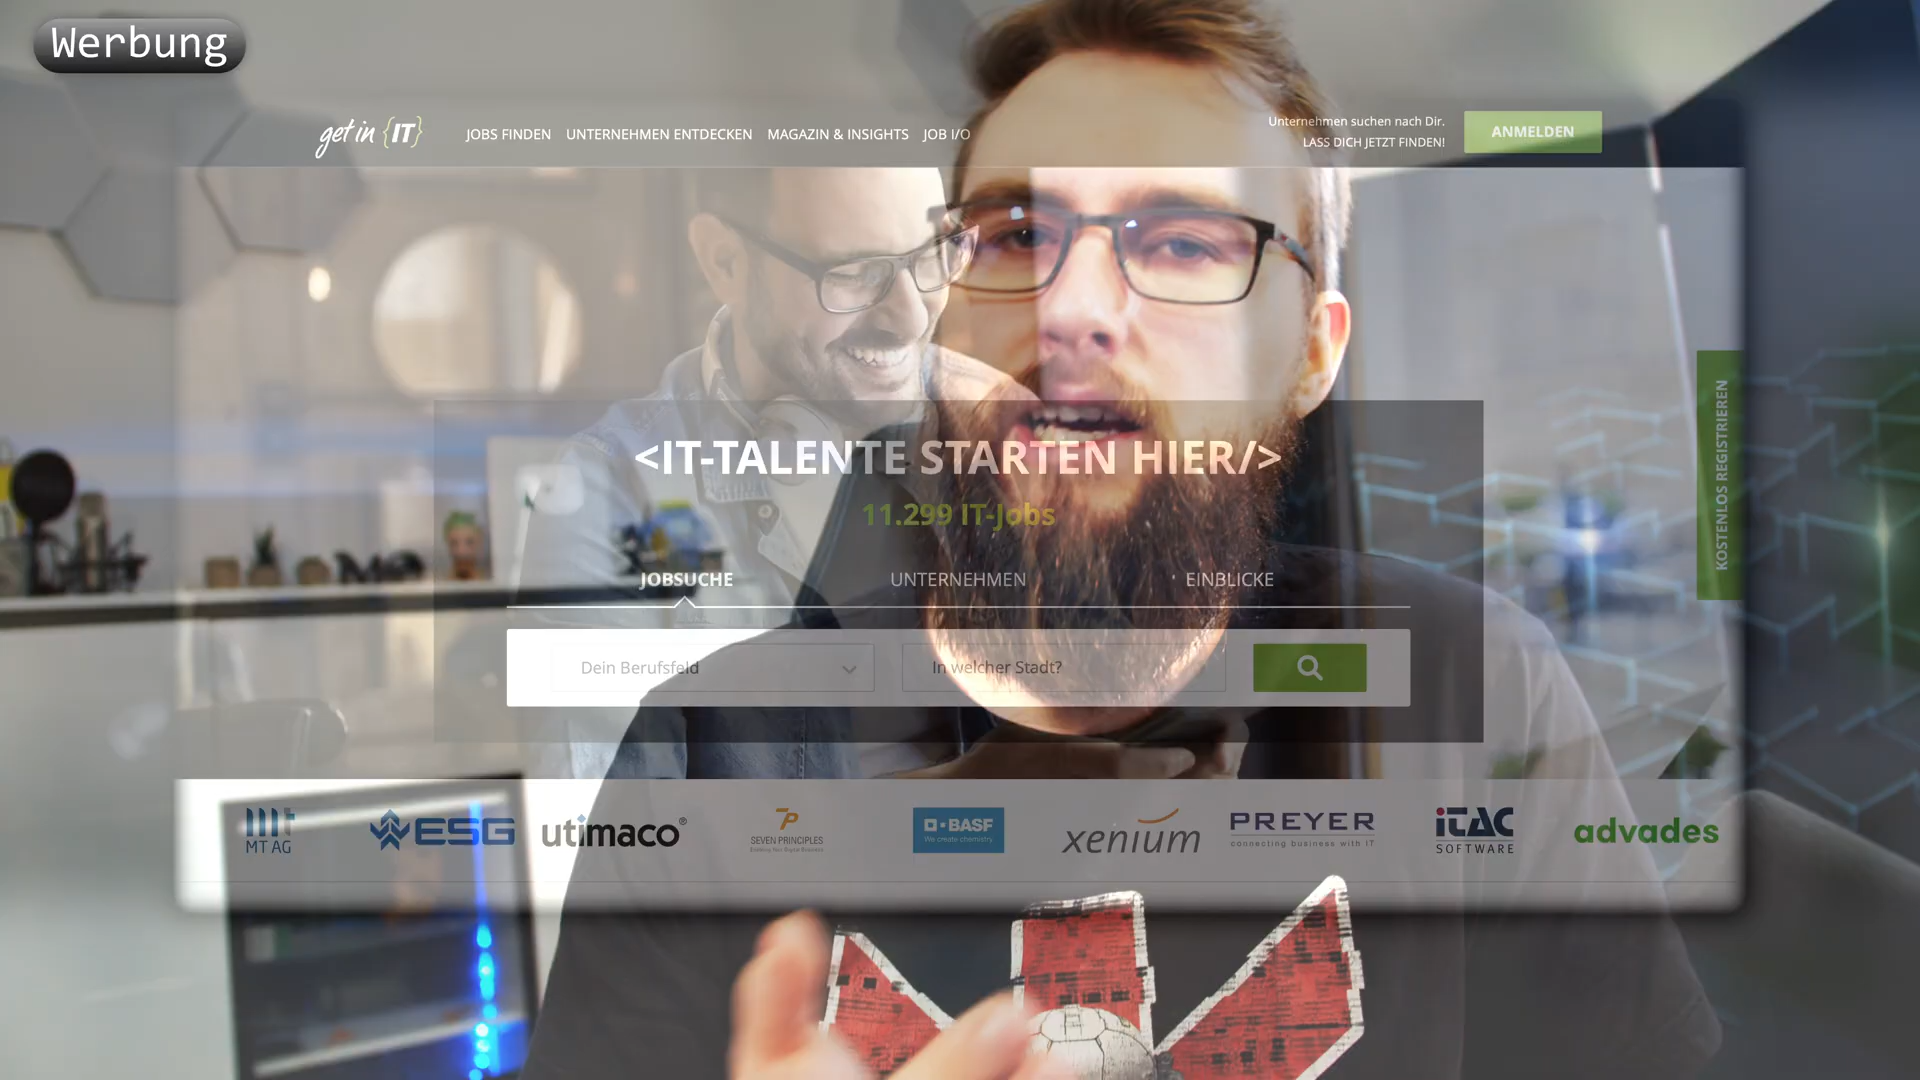 Werbung
get in {IT}
JOBS FINDEN UNTERNEHMEN ENTDECKEN MAGAZIN & INSIGHTS JOB I/O
Unternehmen suchen nach Dir.
LASS DICH JETZT FINDEN!
ANMELDEN
KOSTENLOS REGISTRIEREN
<IT-TALENTE STARTEN HIER/>
11.299 IT-Jobs
JOBSUCHE UNTERNEHMEN EINBLICKE
Dein Berufsfeld In welcher Stadt?
mt
MT AG
ESG
utimaco®
7P
SEVEN PRINCIPLES
BASF
We create chemistry
xenium
PREYER
connecting business with IT
iTAC
SOFTWARE
advades